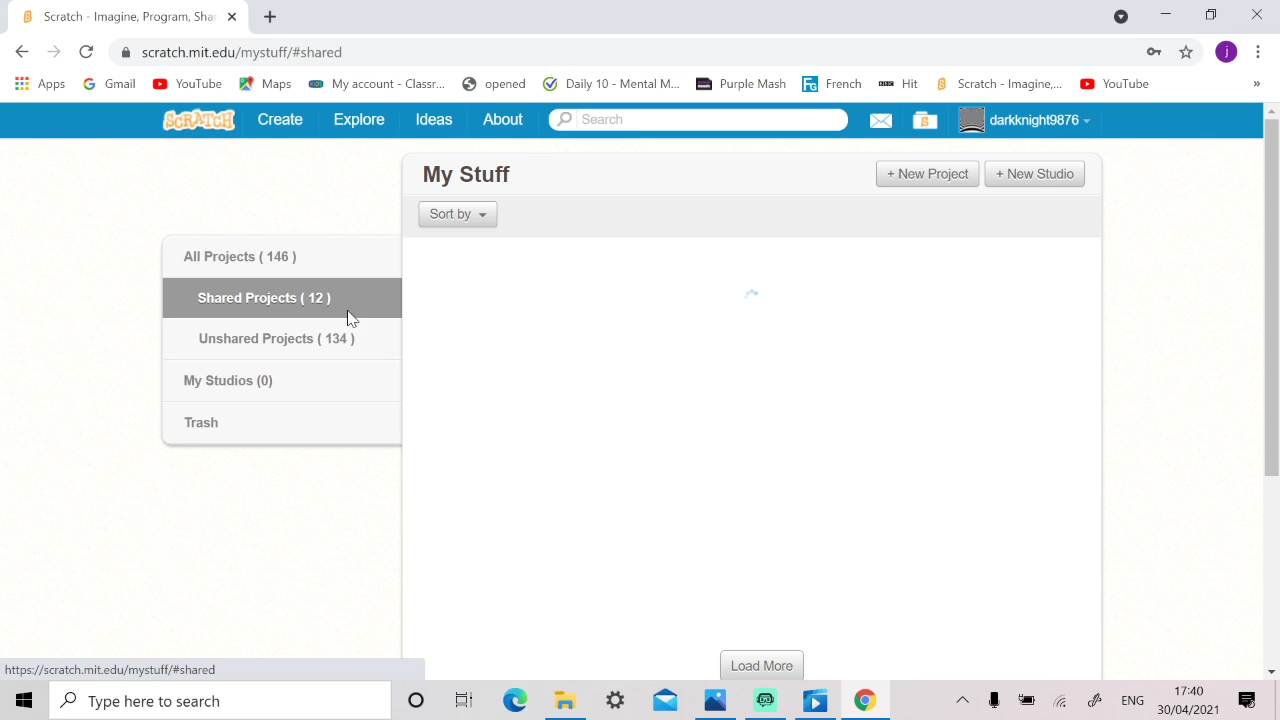 Scratch - Imagine, Program, Shar
scratch.mit.edu/mystuff/#shared
j
Apps Gmail YouTube Maps My account - Classr... opened Daily 10 - Mental M... Purple Mash French Hit Scratch - Imagine,... YouTube »
SCRATCH Create Explore Ideas About Search S darkknight9876
My Stuff + New Project + New Studio
Sort by
All Projects ( 146 )
Shared Projects ( 12 )
Unshared Projects ( 134 )
My Studios (0)
Trash
Load More
https://scratch.mit.edu/mystuff/#shared
Type here to search
ENG
17:40
30/04/2021